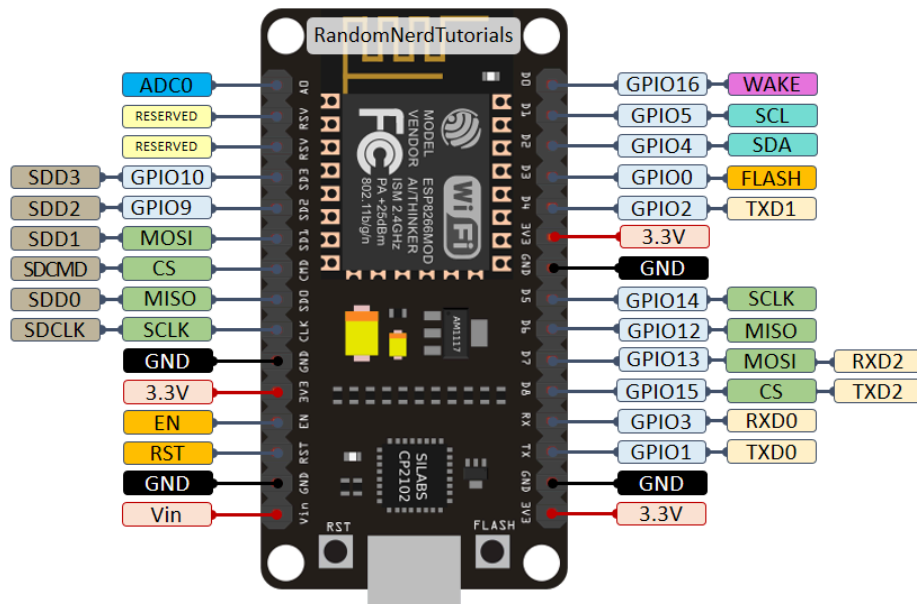 RandomNerdTutorials
ADC0
RESERVED
RESERVED
SDD3 GPIO10
SDD2 GPIO9
SDD1 MOSI
SDCMD CS
SDD0 MISO
SDCLK SCLK
GND
3.3V
EN
RST
GND
Vin
A0
RSV
RSV
SD3
SD2
SD1
CMD
SD0
CLK
GND
3V3
EN
RST
GND
Vin
MODEL ESP8266MOD
VENDOR AI/THINKER
ISM 2.4GHz
PA +25dBm
802.11b/g/n
FC
Wi Fi
AM1117
SILABS
CP2102
RST
FLASH
D0
D1
D2
D3
D4
3V3
GND
D5
D6
D7
D8
RX
TX
GND
3V3
GPIO16 WAKE
GPIO5 SCL
GPIO4 SDA
GPIO0 FLASH
GPIO2 TXD1
3.3V
GND
GPIO14 SCLK
GPIO12 MISO
GPIO13 MOSI RXD2
GPIO15 CS TXD2
GPIO3 RXD0
GPIO1 TXD0
GND
3.3V